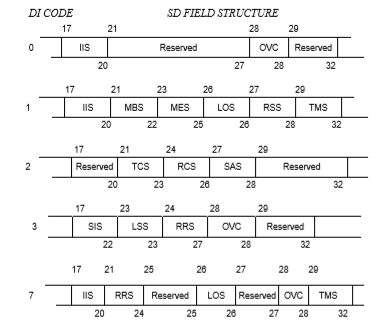 DI CODE SD FIELD STRUCTURE
17 21 28 29
0 IIS Reserved OVC Reserved
20 27 28 32
17 21 23 26 27 29
1 IIS MBS MES LOS RSS TMS
20 22 25 26 28 32
17 21 24 27 29
2 Reserved TCS RCS SAS Reserved
20 23 26 28 32
17 23 24 28 29
3 SIS LSS RRS OVC Reserved
22 23 27 28 32
17 21 25 26 27 28 29
7 IIS RRS Reserved LOS Reserved OVC TMS
20 24 25 26 27 28 32